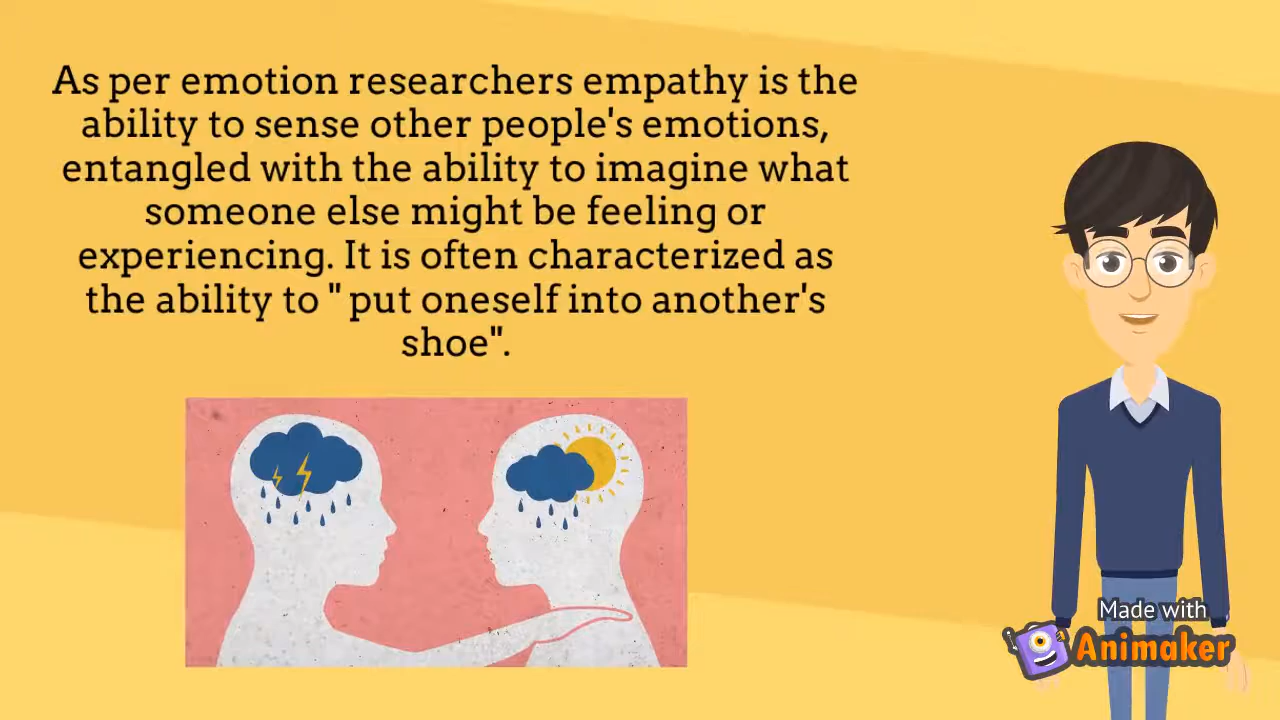 As per emotion researchers empathy is the
ability to sense other people's emotions,
entangled with the ability to imagine what
someone else might be feeling or
experiencing. It is often characterized as
the ability to " put oneself into another's
shoe".
Made with
Animaker